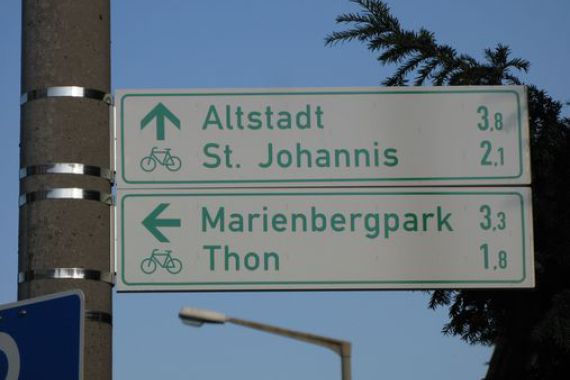 Altstadt 3,8
St. Johannis 2,1
Marienbergpark 3,3
Thon 1,8